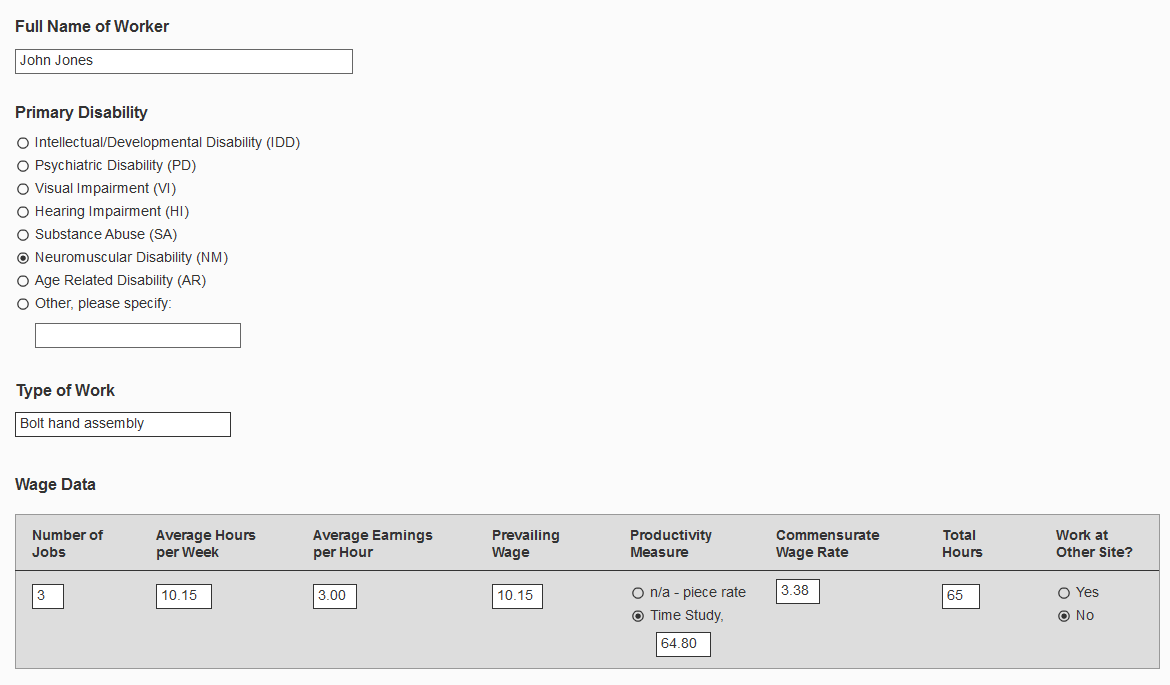 Full Name of Worker
John Jones
Primary Disability
Intellectual/Developmental Disability (IDD)
Psychiatric Disability (PD)
Visual Impairment (VI)
Hearing Impairment (HI)
Substance Abuse (SA)
Neuromuscular Disability (NM)
Age Related Disability (AR)
Other, please specify:
Type of Work
Bolt hand assembly
Wage Data
Number of Jobs
Average Hours per Week
Average Earnings per Hour
Prevailing Wage
Productivity Measure
Commensurate Wage Rate
Total Hours
Work at Other Site?
3
10.15
3.00
10.15
n/a - piece rate
Time Study,
64.80
3.38
65
Yes
No